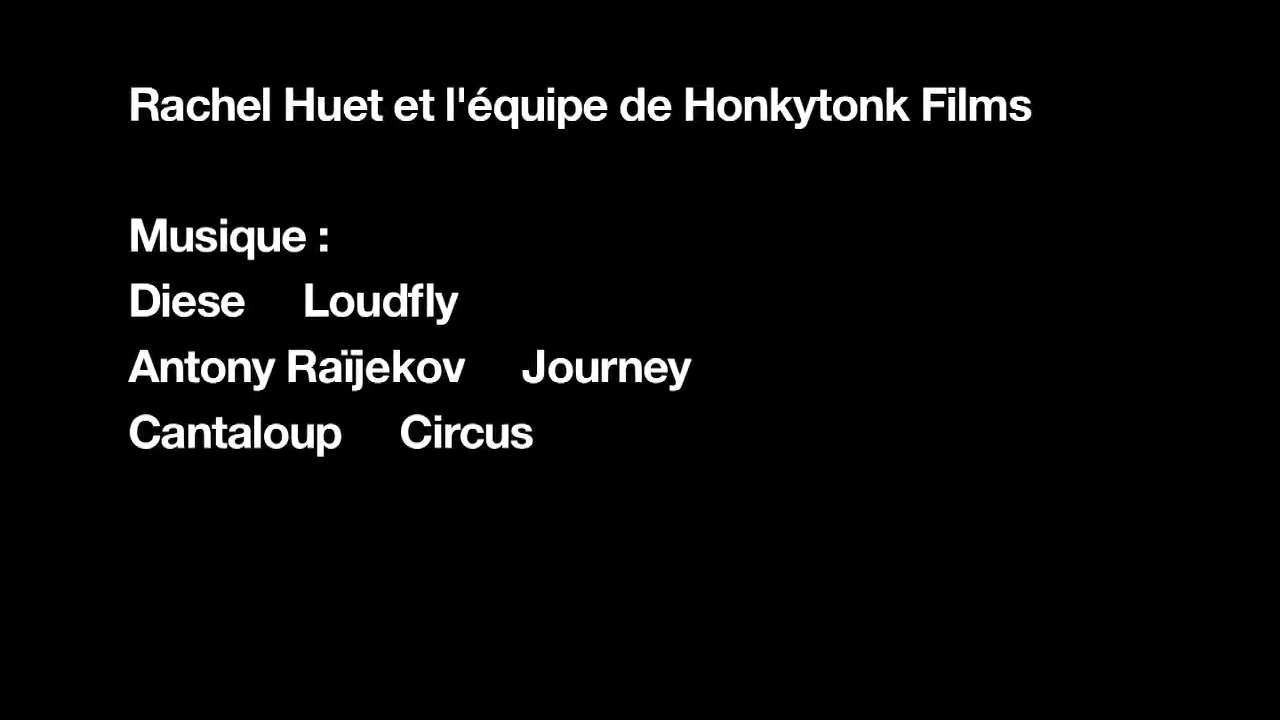 Rachel Huet et l'équipe de Honkytonk Films
Musique :
Diese Loudfly
Antony Raïjekov Journey
Cantaloup Circus